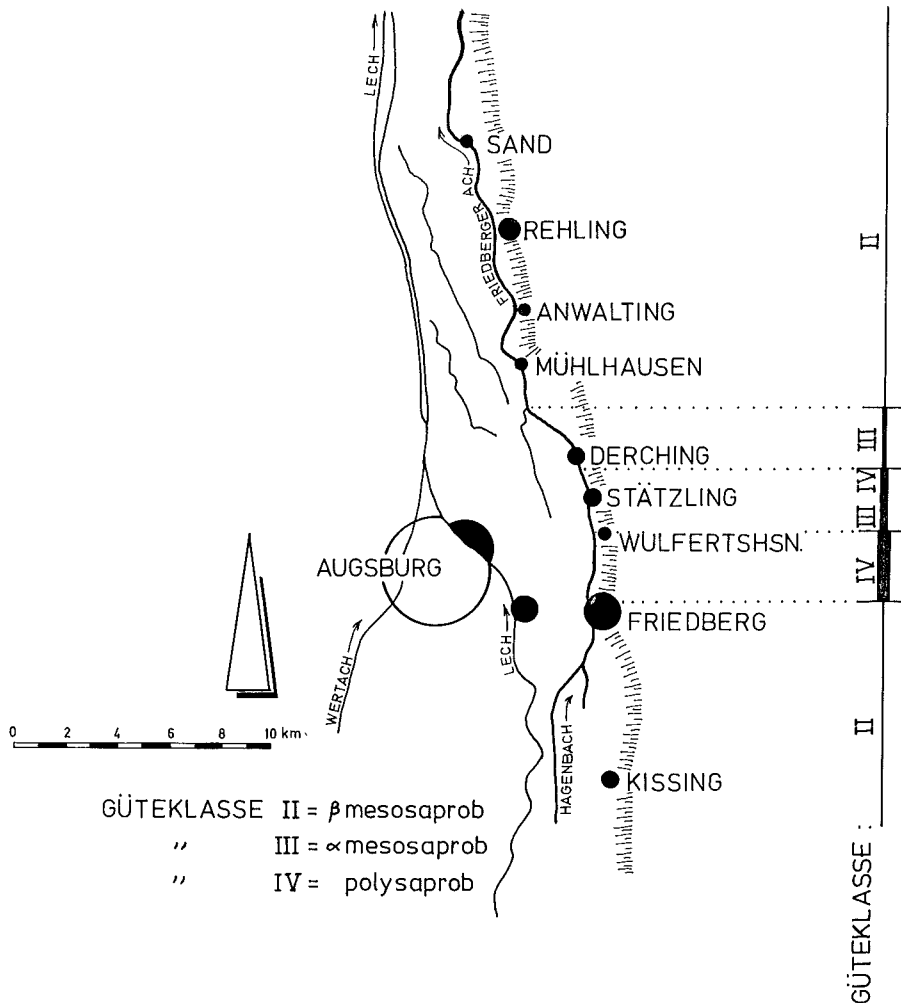 LECH
SAND
ACH
FRIEDBERGER
REHLING
II
ANWALTING
MÜHLHAUSEN
III
DERCHING
IV
STÄTZLING
III
WULFERTSHSN.
AUGSBURG
IV
FRIEDBERG
LECH
WERTACH
0 2 4 6 8 10 km
HAGENBACH
II
KISSING
GÜTEKLASSE II = β mesosaprob
〃 III = α mesosaprob
〃 IV = polysaprob
GÜTEKLASSE :